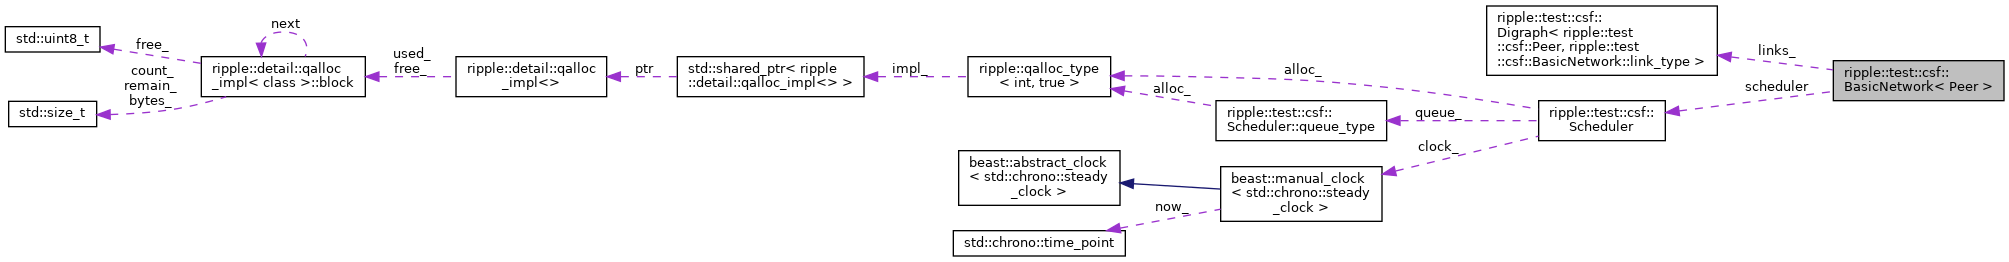 next
std::uint8_t
free_
count_
remain_
bytes_
std::size_t
ripple::detail::qalloc
_impl< class >::block
used_
free_
ripple::detail::qalloc
_impl<>
ptr
std::shared_ptr< ripple
::detail::qalloc_impl<> >
impl_
ripple::qalloc_type
< int, true >
alloc_
alloc_
ripple::test::csf::
Scheduler::queue_type
queue_
beast::abstract_clock
< std::chrono::steady
_clock >
now_
std::chrono::time_point
beast::manual_clock
< std::chrono::steady
_clock >
clock_
ripple::test::csf::
Digraph< ripple::test
::csf::Peer, ripple::test
::csf::BasicNetwork::link_type >
ripple::test::csf::
Scheduler
links_
scheduler
ripple::test::csf::
BasicNetwork< Peer >